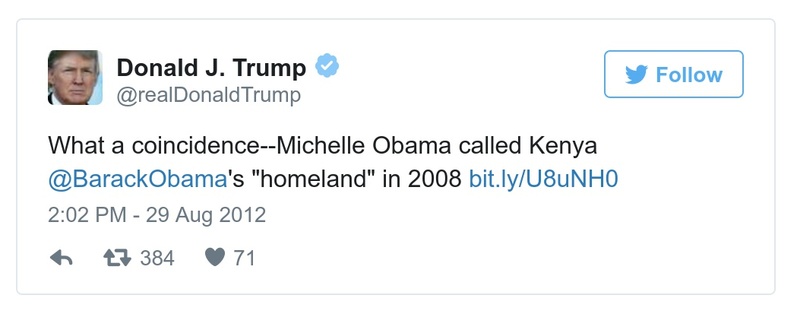 Donald J. Trump
@realDonaldTrump
Follow
What a coincidence--Michelle Obama called Kenya
@BarackObama's "homeland" in 2008 bit.ly/U8uNH0
2:02 PM - 29 Aug 2012
384 71